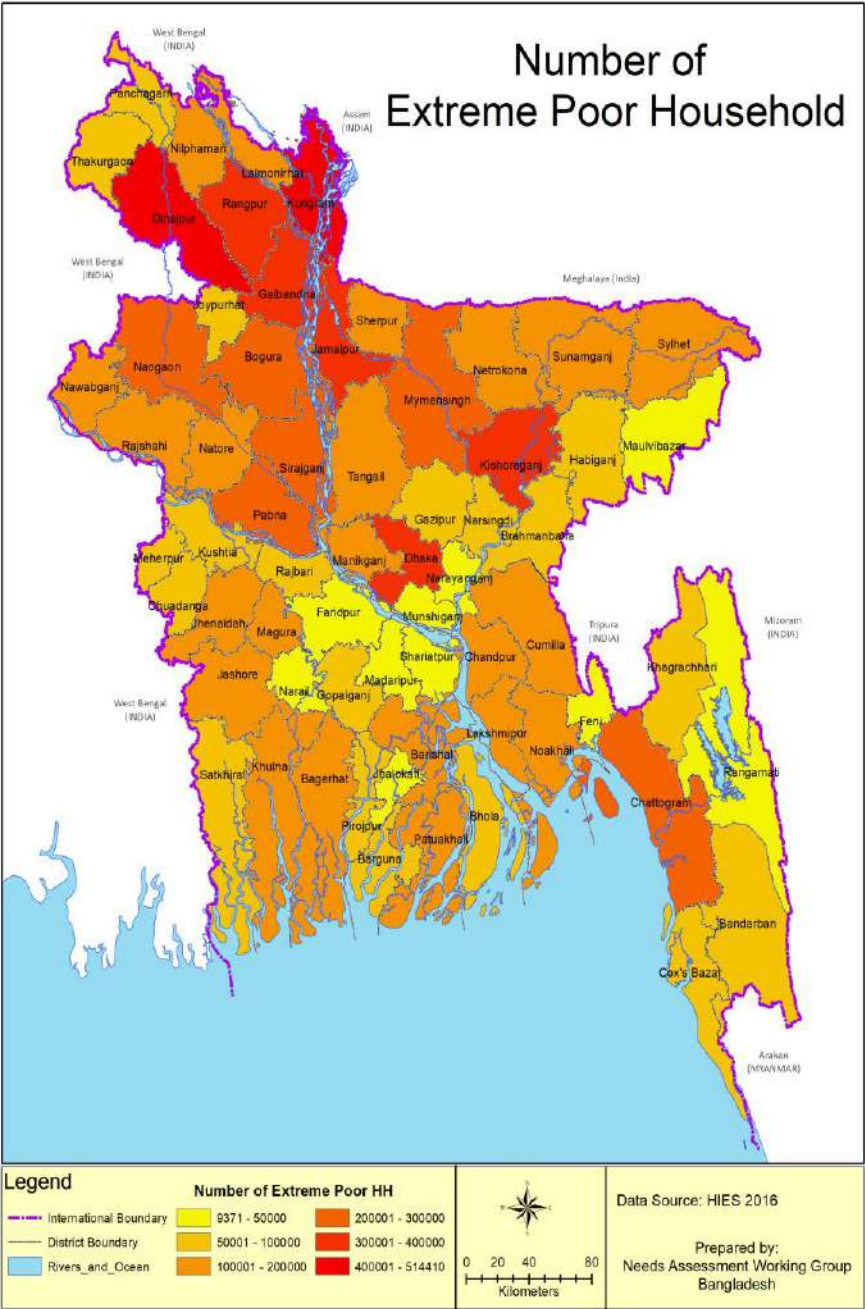 Number of
Extreme Poor Household
West Bengal
(INDIA)
Assam
(INDIA)
Panchagarh
Thakurgaon
Nilphamari
Lalmonirhat
Dinajpur
Rangpur
Kurigram
West Bengal
(INDIA)
Meghalaya (India)
Gaibandha
Joypurhat
Sherpur
Jamalpur
Naogaon
Bogura
Netrokona
Sunamganj
Sylhet
Nawabganj
Mymensingh
Rajshahi
Natore
Sirajganj
Tangail
Kishoreganj
Habiganj
Maulvibazar
Pabna
Gazipur
Narsingdi
Brahmanbaria
Meherpur
Kushtia
Rajbari
Manikganj
Dhaka
Narayanganj
Chuadanga
Jhenaidah
Magura
Faridpur
Munshiganj
Tripura
(INDIA)
Mizoram
(INDIA)
Jashore
Narail
Gopalganj
Madaripur
Shariatpur
Chandpur
Cumilla
Khagrachhari
West Bengal
(INDIA)
Feni
Satkhira
Khulna
Bagerhat
Barishal
Lakshmipur
Noakhali
Rangamati
Jhalokati
Chattogram
Pirojpur
Patuakhali
Bhola
Barguna
Bandarban
Cox's Bazar
Arakan
(MYANMAR)
Legend
International Boundary
District Boundary
Rivers_and_Ocean
Number of Extreme Poor HH
9371 - 50000
50001 - 100000
100001 - 200000
200001 - 300000
300001 - 400000
400001 - 514410
0 20 40 80
Kilometers
Data Source: HIES 2016
Prepared by:
Needs Assessment Working Group
Bangladesh